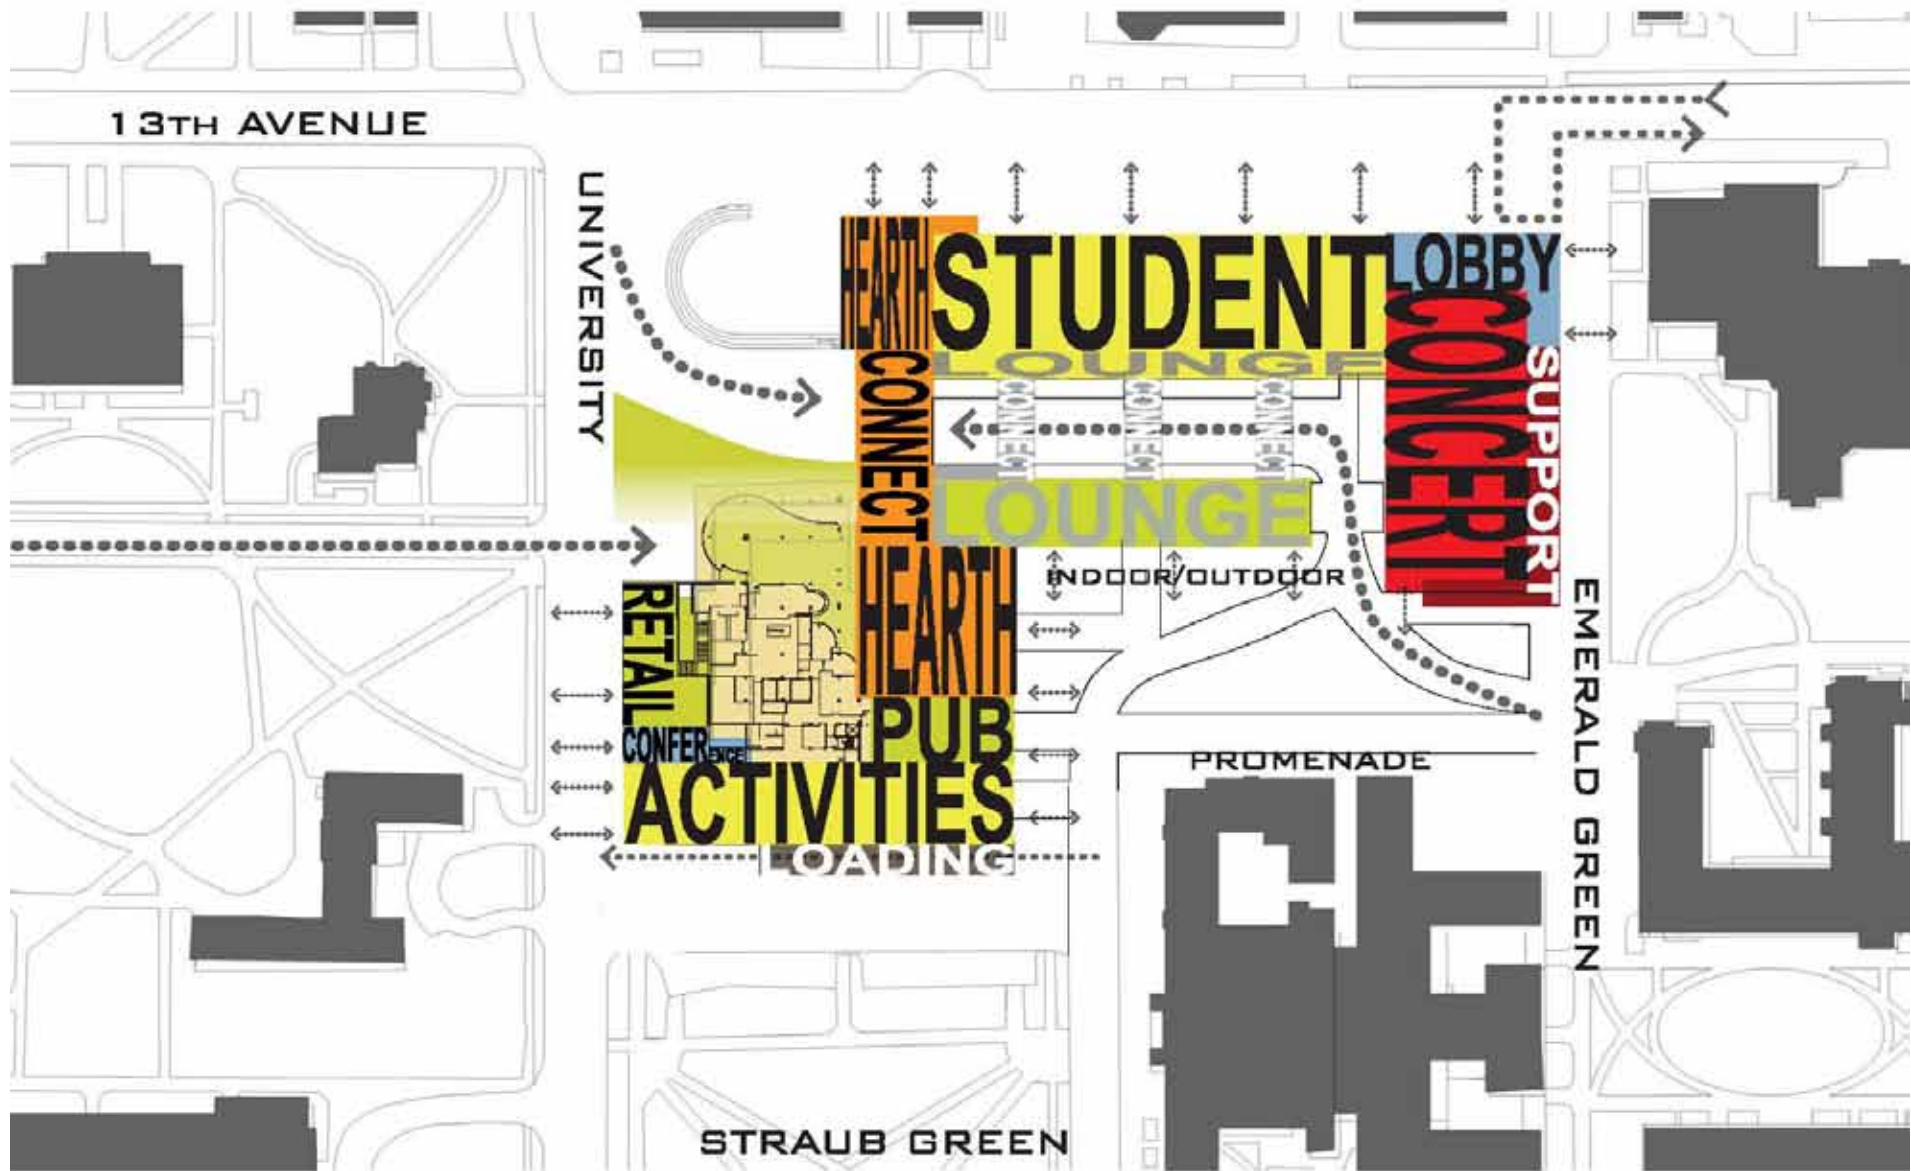 13TH AVENUE
UNIVERSITY
HEARTH
STUDENT
LOBBY
LOUNGE
CONNECT
CONCERT
SUPPORT
LOUNGE
INDOOR/OUTDOOR
HEARTH
RETAIL
EMERALD GREEN
PUB
CONFERENCE
PROMENADE
ACTIVITIES
LOADING
STRAUB GREEN